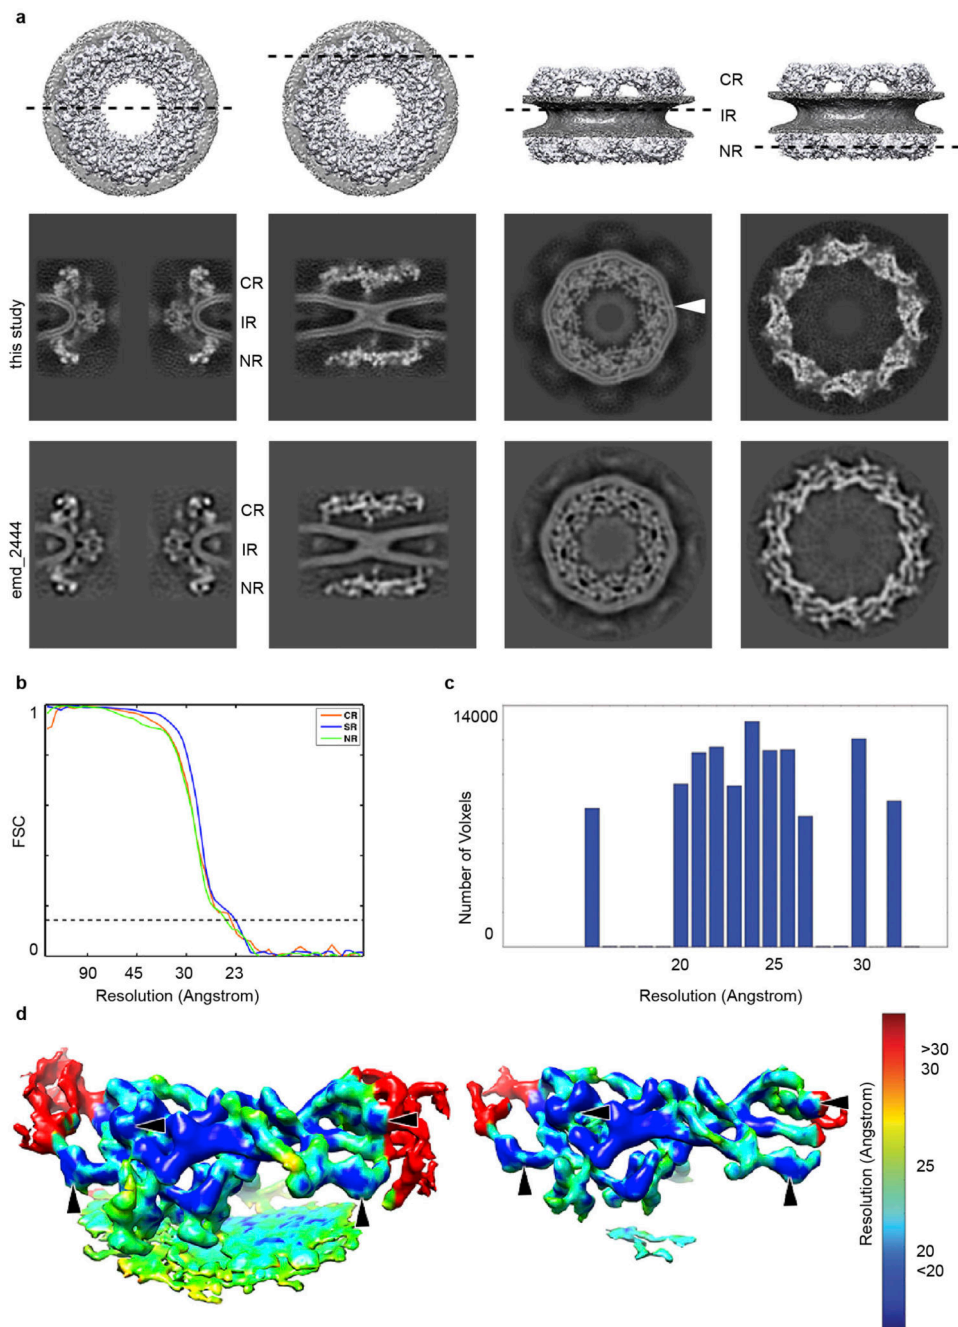 a
CR
IR
NR
this study
CR
IR
NR
emd_2444
CR
IR
NR
b
1
FSC
0
CR
SR
NR
90 45 30 23
Resolution (Angstrom)
c
14000
Number of Volxels
0
20 25 30
Resolution (Angstrom)
d
>30
30
25
20
<20
Resolution (Angstrom)